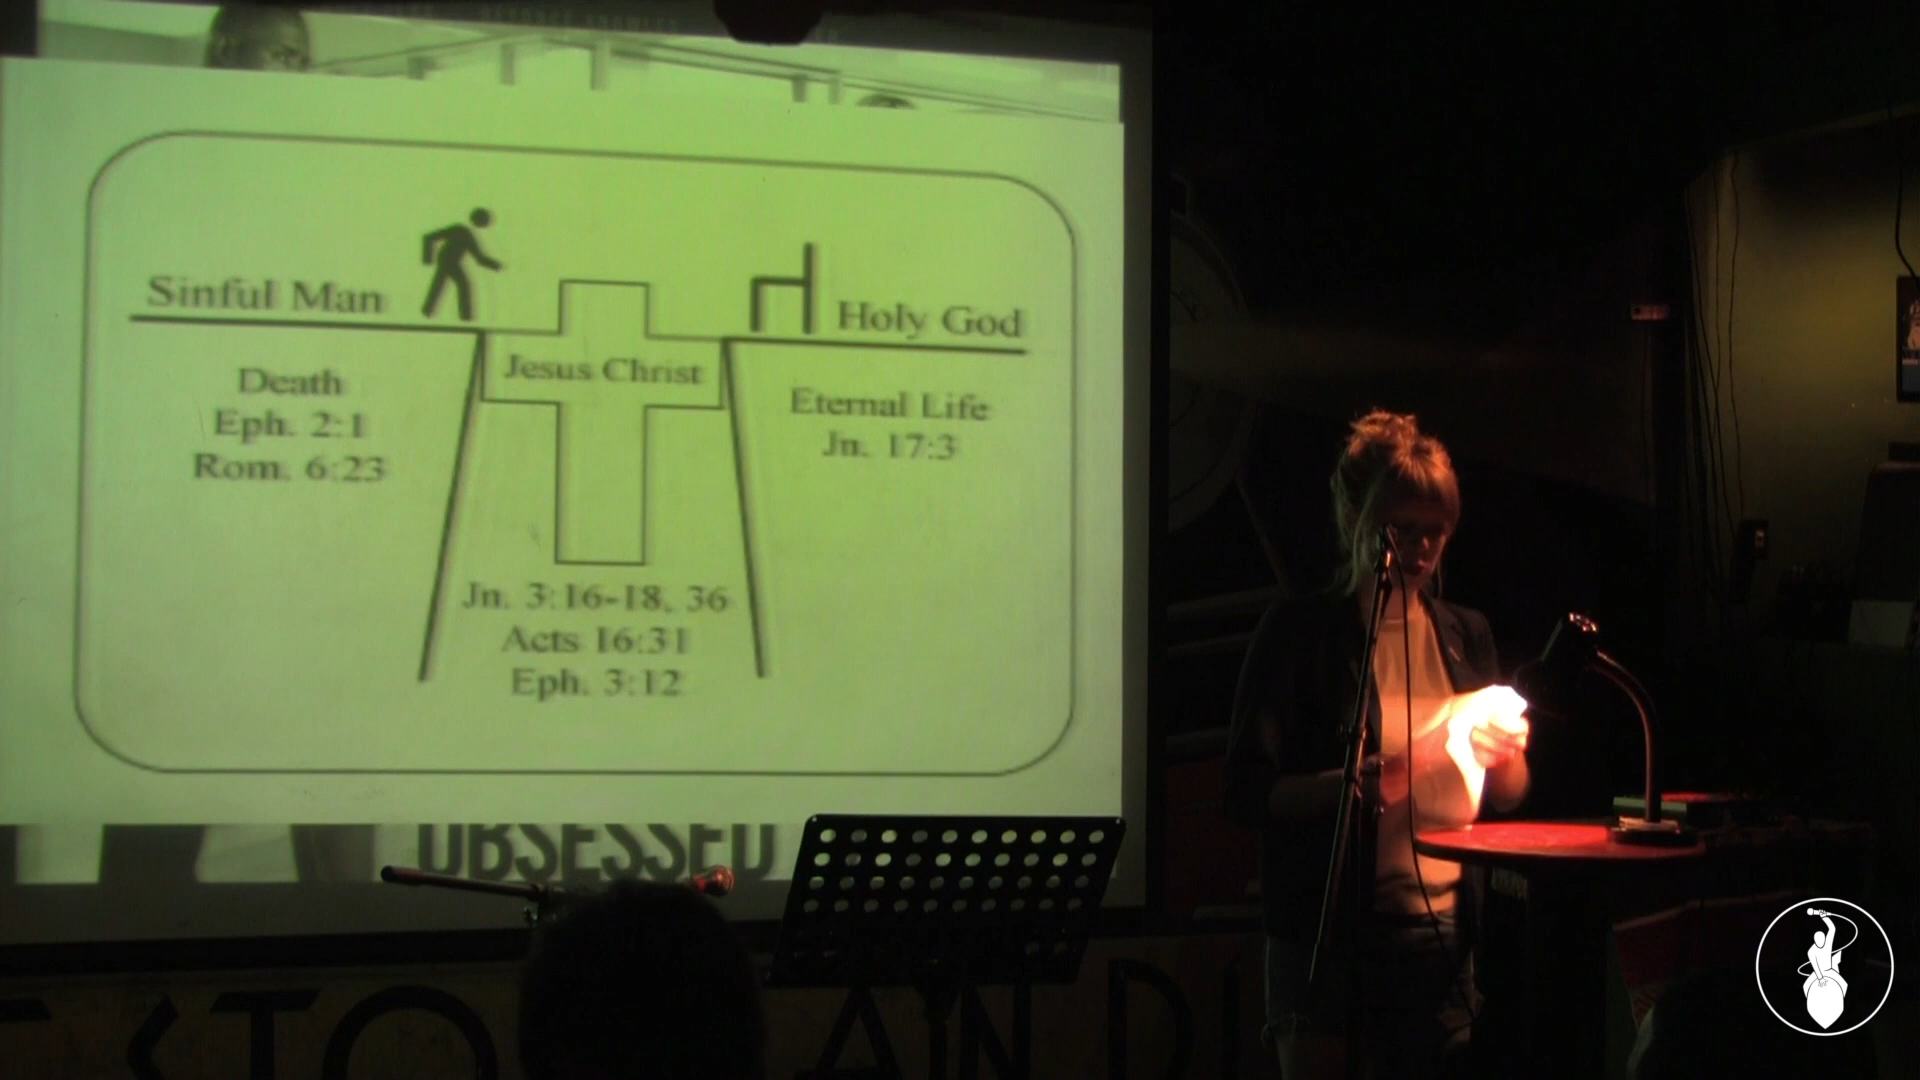 Sinful Man
Holy God
Jesus Christ
Death
Eph. 2:1
Rom. 6:23
Eternal Life
Jn. 17:3
Jn. 3:16-18, 36
Acts 16:31
Eph. 3:12
OBSESSED